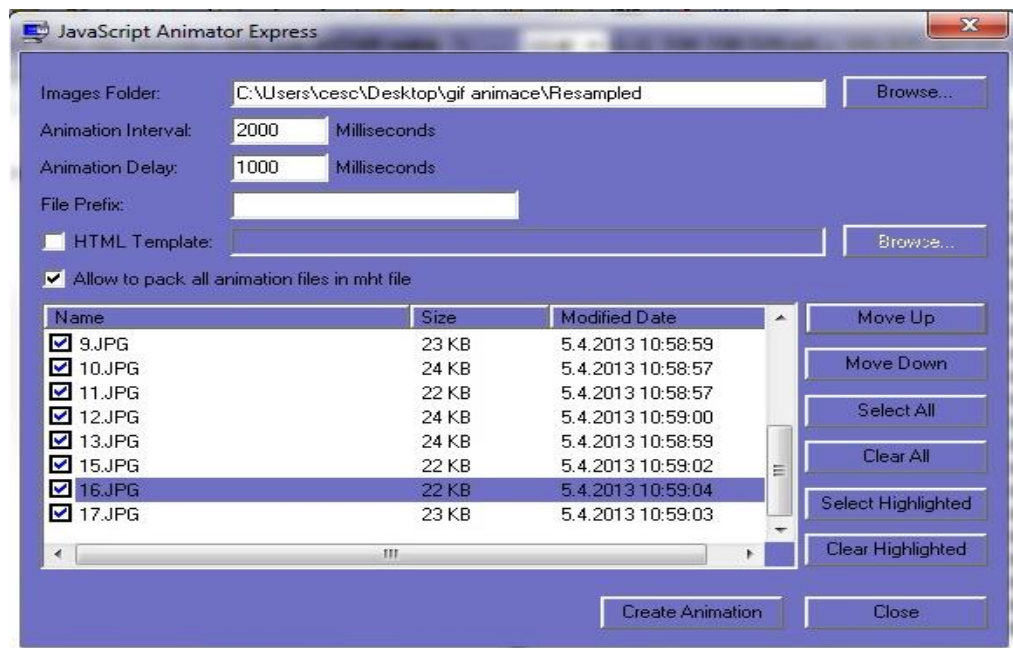 JavaScript Animator Express
Images Folder: C:\Users\cesc\Desktop\gif animace\Resampled Browse...
Animation Interval: 2000 Milliseconds
Animation Delay: 1000 Milliseconds
File Prefix:
HTML Template: Browse...
Allow to pack all animation files in mht file
Name Size Modified Date
9.JPG 23 KB 5.4.2013 10:58:59
10.JPG 24 KB 5.4.2013 10:58:57
11.JPG 22 KB 5.4.2013 10:58:57
12.JPG 24 KB 5.4.2013 10:59:00
13.JPG 24 KB 5.4.2013 10:58:59
15.JPG 22 KB 5.4.2013 10:59:02
16.JPG 22 KB 5.4.2013 10:59:04
17.JPG 23 KB 5.4.2013 10:59:03
Move Up
Move Down
Select All
Clear All
Select Highlighted
Clear Highlighted
Create Animation Close